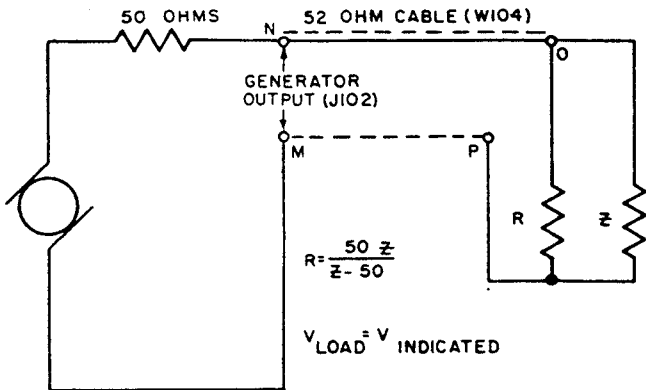 50 OHMS
52 OHM CABLE (W104)
N
O
GENERATOR
OUTPUT (J102)
M
P
R
Z
R = 50 Z / Z - 50
V LOAD = V INDICATED